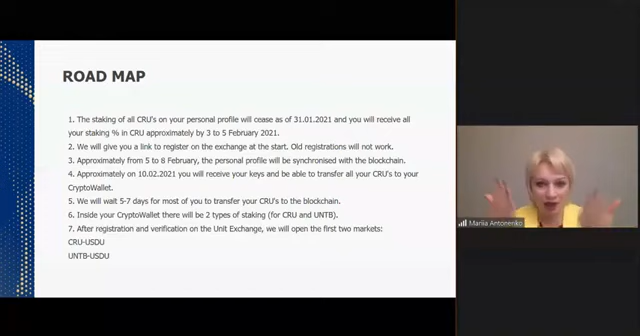 ROAD MAP
1. The staking of all CRU's on your personal profile will cease as of 31.01.2021 and you will receive all
your staking % in CRU approximately by 3 to 5 February 2021.
2. We will give you a link to register on the exchange at the start. Old registrations will not work.
3. Approximately from 5 to 8 February, the personal profile will be synchronised with the blockchain.
4. Approximately on 10.02.2021 you will receive your keys and be able to transfer all your CRU's to your
CryptoWallet.
5. We will wait 5-7 days for most of you to transfer your CRU's to the blockchain.
6. Inside your CryptoWallet there will be 2 types of staking (for CRU and UNTB).
7. After registration and verification on the Unit Exchange, we will open the first two markets:
CRU-USDU
UNTB-USDU
Mariia Antonenko